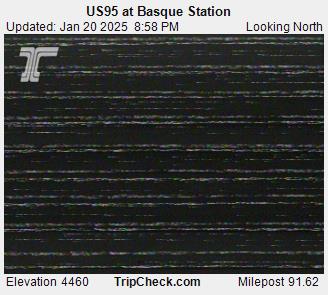 US95 at Basque Station
Updated: Jan 20 2025 8:58 PM Looking North
Elevation 4460 TripCheck.com Milepost 91.62